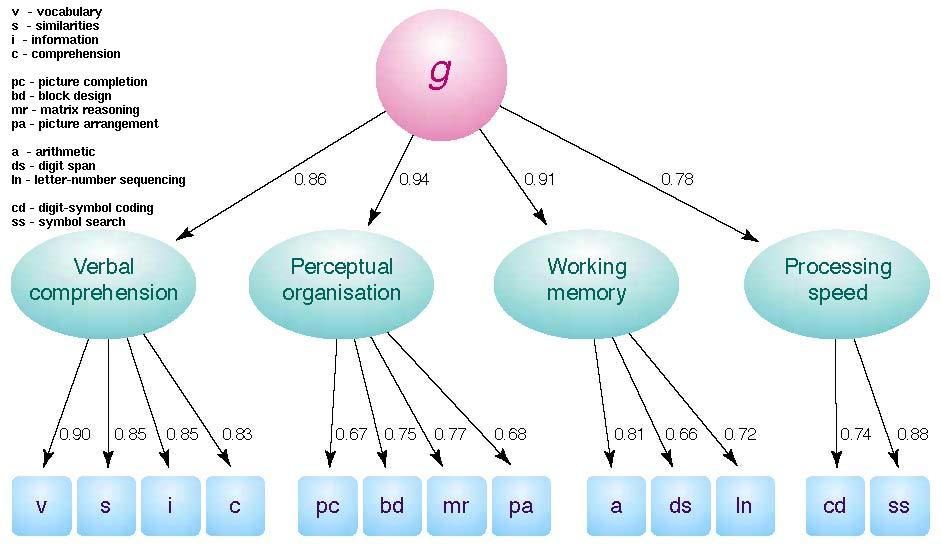 v - vocabulary
s - similarities
i - information
c - comprehension
pc - picture completion
bd - block design
mr - matrix reasoning
pa - picture arrangement
a - arithmetic
ds - digit span
ln - letter-number sequencing
cd - digit-symbol coding
ss - symbol search
g
0.86 0.94 0.91 0.78
Verbal
comprehension
Perceptual
organisation
Working
memory
Processing
speed
0.90 0.85 0.85 0.83 0.67 0.75 0.77 0.68 0.81 0.66 0.72 0.74 0.88
v s i c pc bd mr pa a ds ln cd ss